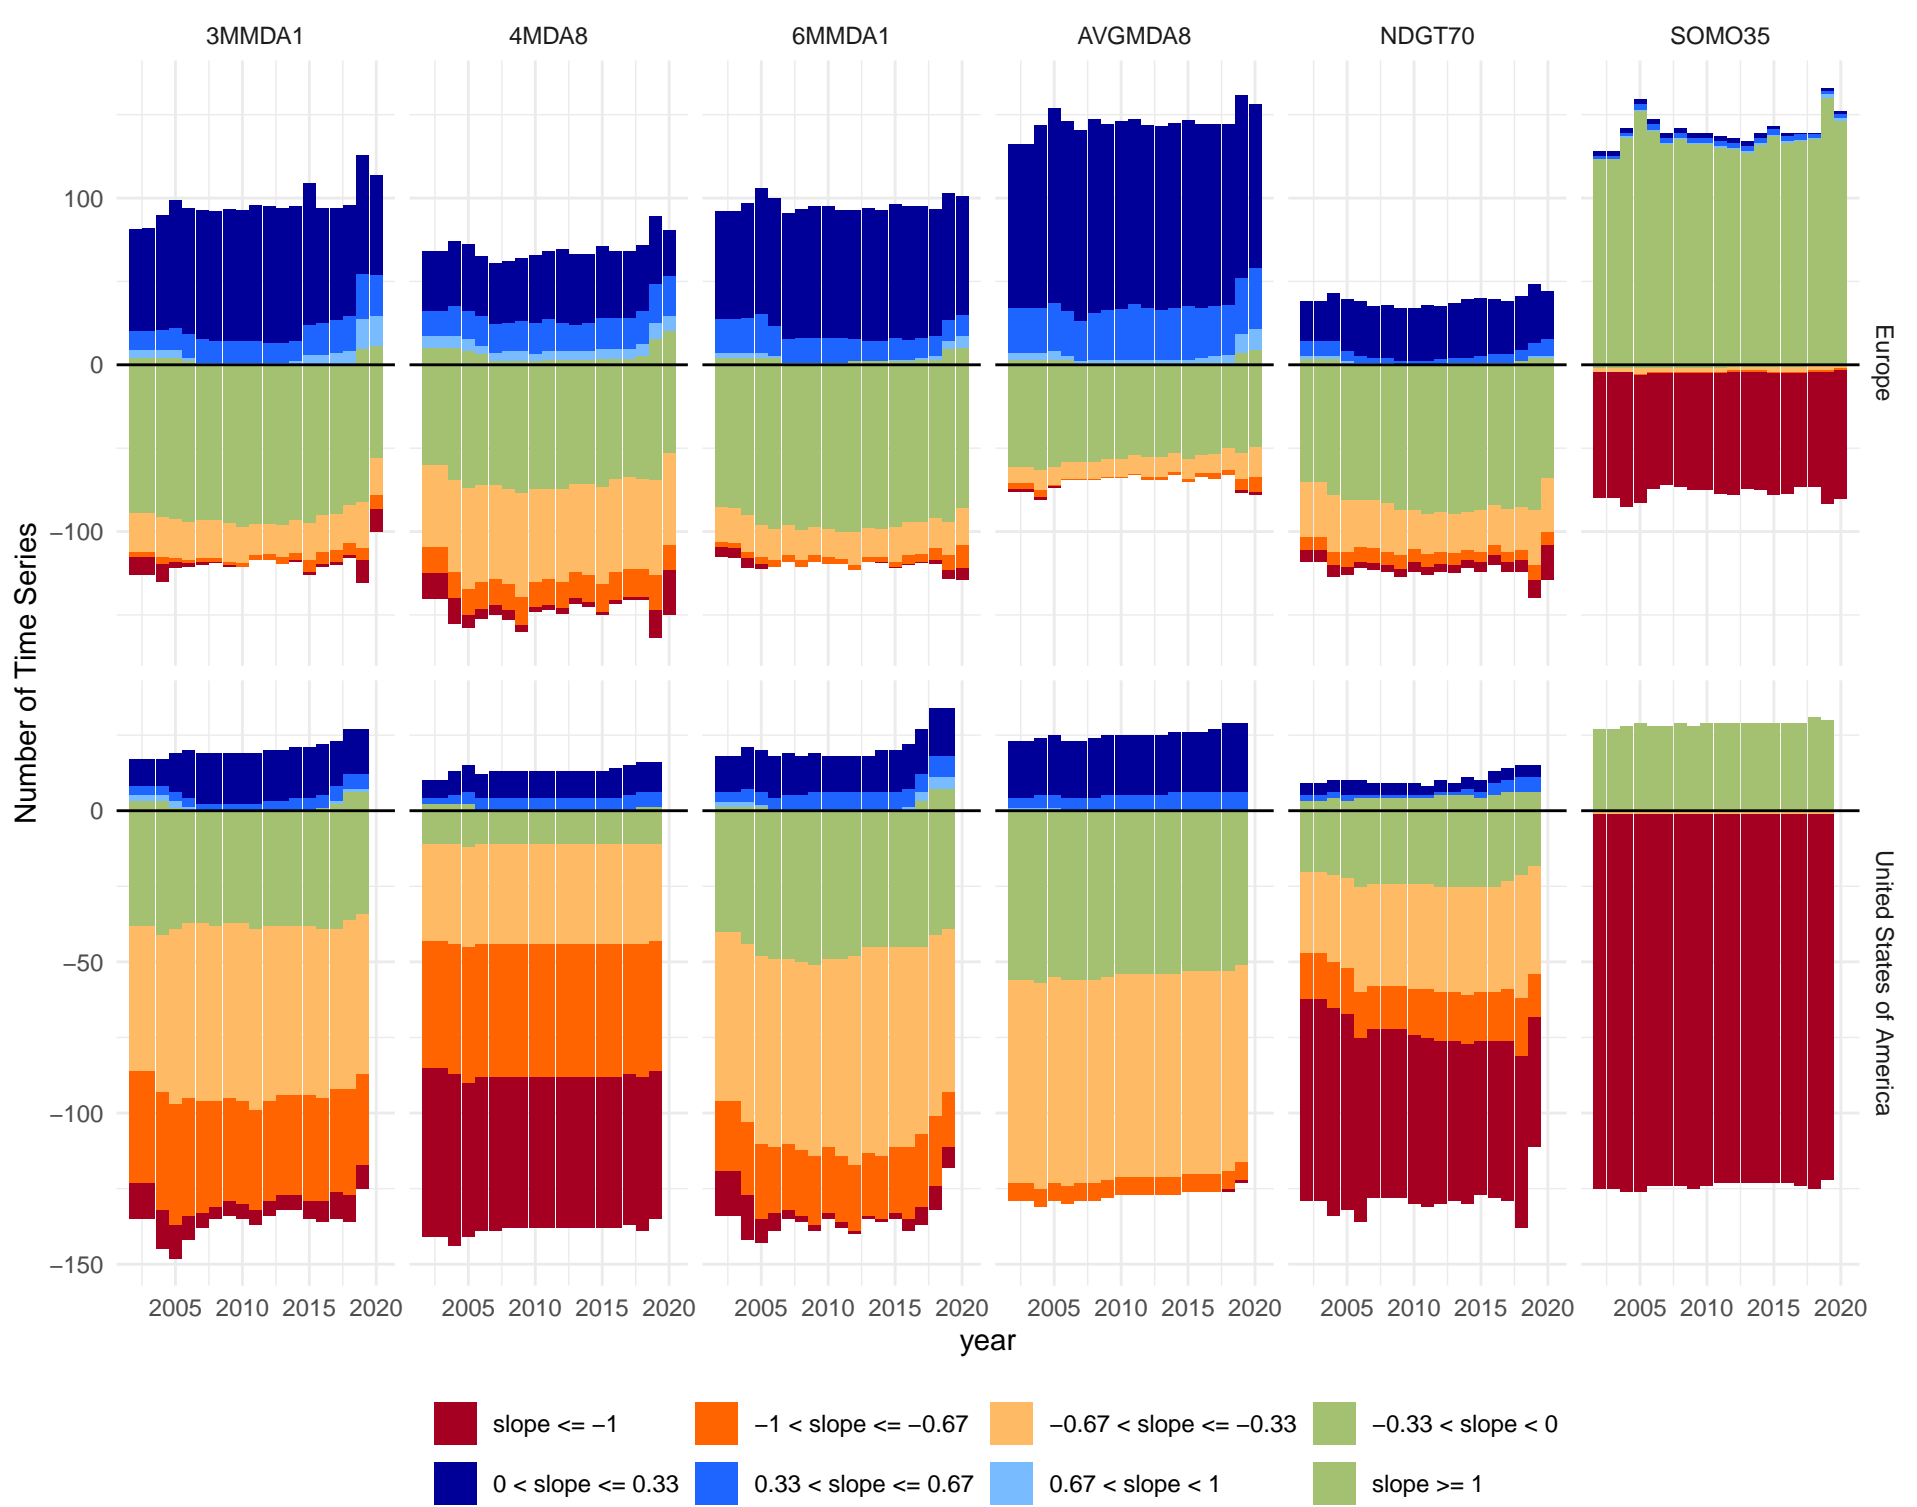 3MMDA1 4MDA8 6MMDA1 AVGMDA8 NDGT70 SOMO35
100
0
−100
Europe
Number of Time Series
0
−50
−100
−150
United States of America
2005 2010 2015 2020 2005 2010 2015 2020 2005 2010 2015 2020 2005 2010 2015 2020 2005 2010 2015 2020 2005 2010 2015 2020
year
slope <= −1 −1 < slope <= −0.67 −0.67 < slope <= −0.33 −0.33 < slope < 0
0 < slope <= 0.33 0.33 < slope <= 0.67 0.67 < slope < 1 slope >= 1